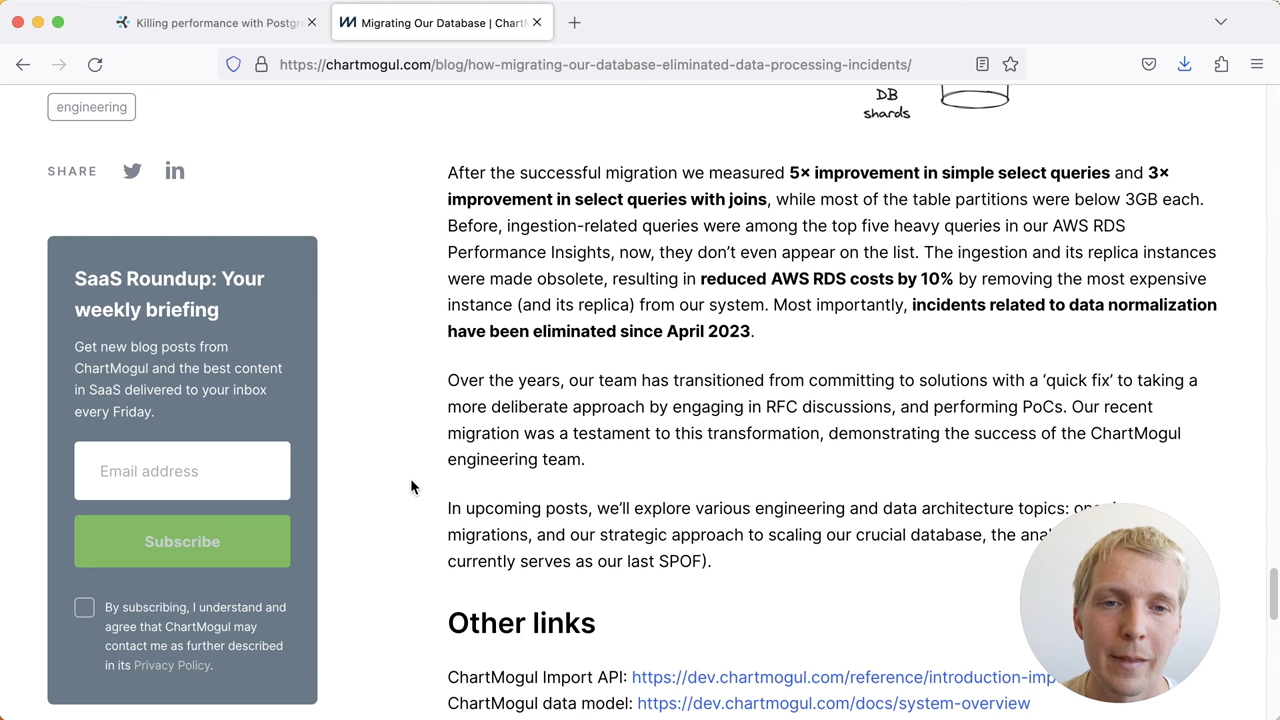 Killing performance with Postgr
Migrating Our Database | ChartM
https://chartmogul.com/blog/how-migrating-our-database-eliminated-data-processing-incidents/
engineering
SHARE
DB
shards
After the successful migration we measured 5× improvement in simple select queries and 3×
improvement in select queries with joins, while most of the table partitions were below 3GB each.
Before, ingestion-related queries were among the top five heavy queries in our AWS RDS
Performance Insights, now, they don’t even appear on the list. The ingestion and its replica instances
were made obsolete, resulting in reduced AWS RDS costs by 10% by removing the most expensive
instance (and its replica) from our system. Most importantly, incidents related to data normalization
have been eliminated since April 2023.
SaaS Roundup: Your
weekly briefing
Get new blog posts from
ChartMogul and the best content
in SaaS delivered to your inbox
every Friday.
Email address
Subscribe
By subscribing, I understand and
agree that ChartMogul may
contact me as further described
in its Privacy Policy.
Over the years, our team has transitioned from committing to solutions with a ‘quick fix’ to taking a
more deliberate approach by engaging in RFC discussions, and performing PoCs. Our recent
migration was a testament to this transformation, demonstrating the success of the ChartMogul
engineering team.
In upcoming posts, we’ll explore various engineering and data architecture topics:
migrations, and our strategic approach to scaling our crucial database, the
currently serves as our last SPOF).
Other links
ChartMogul Import API: https://dev.chartmogul.com/reference/introduction-imp
ChartMogul data model: https://dev.chartmogul.com/docs/system-overview